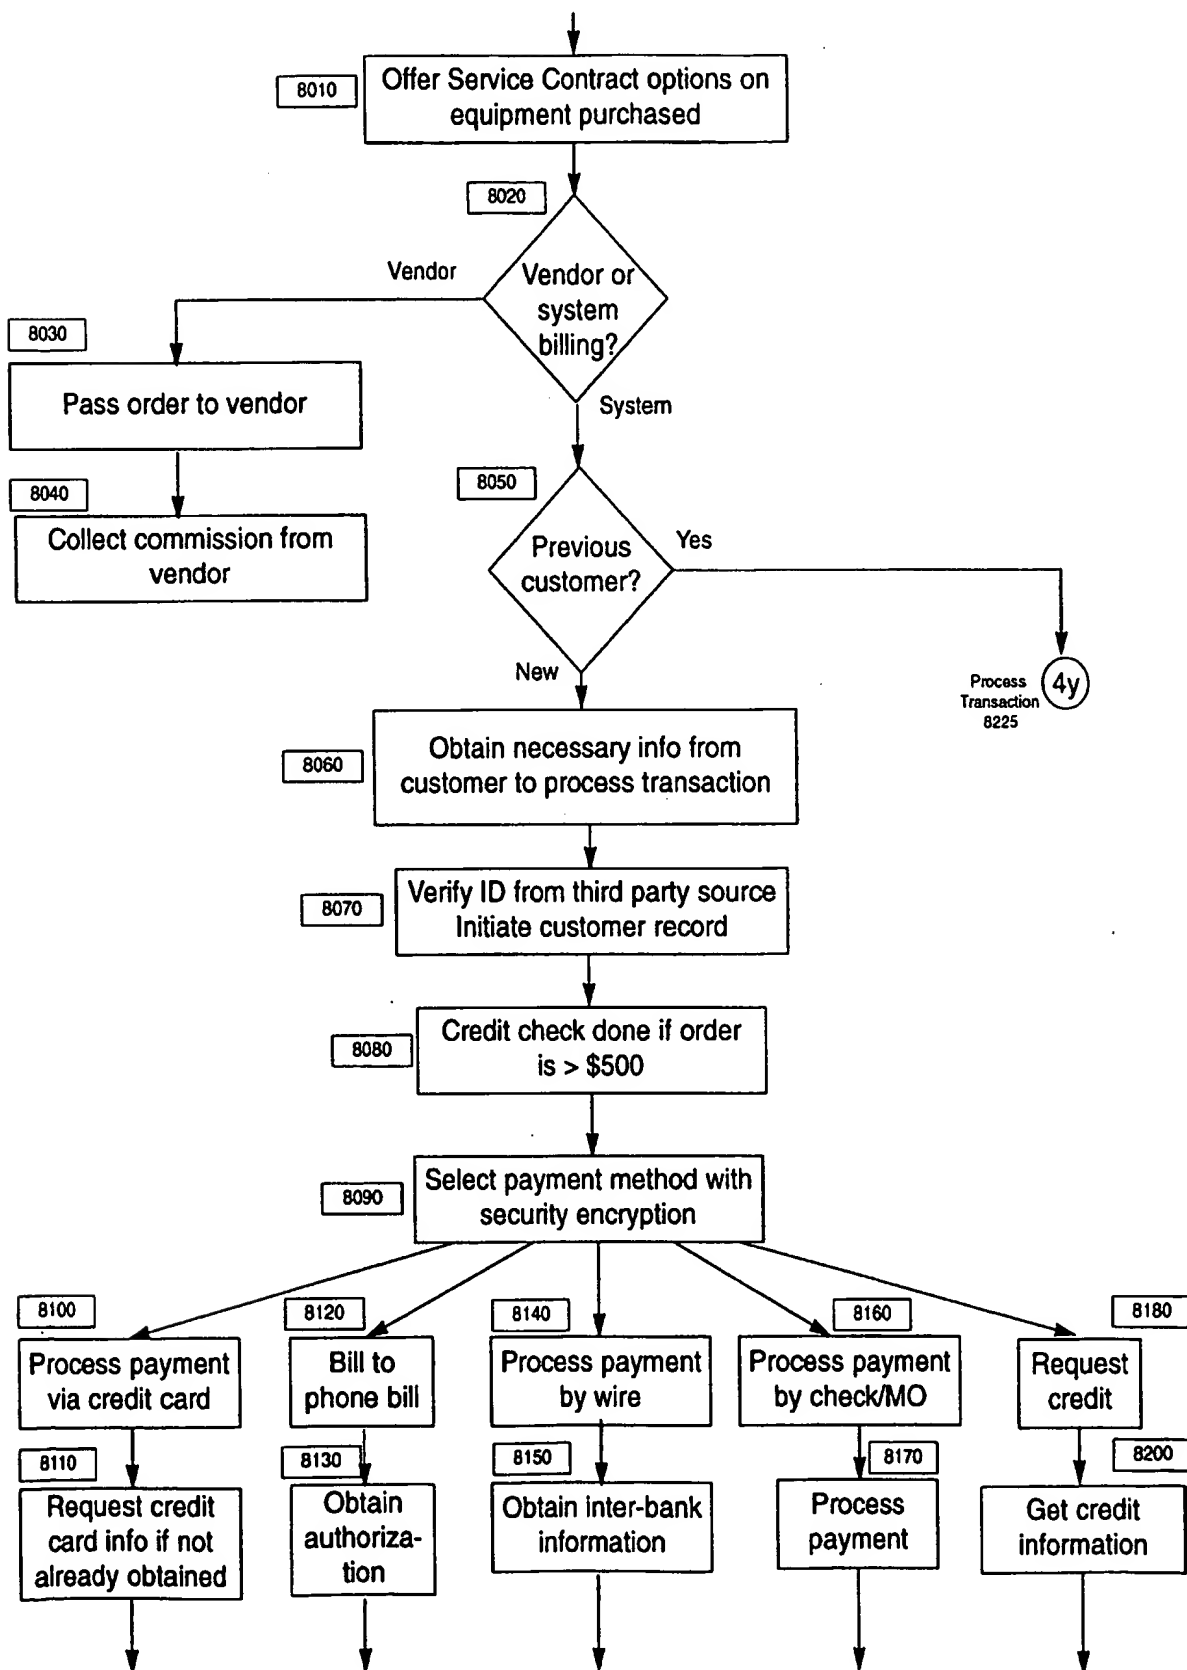 8010
Offer Service Contract options on
equipment purchased
8020
Vendor
Vendor or
system
billing?
8030
Pass order to vendor
System
8040
Collect commission from
vendor
8050
Previous
customer?
Yes
New
Process
Transaction
8225
4y
8060
Obtain necessary info from
customer to process transaction
8070
Verify ID from third party source
Initiate customer record
8080
Credit check done if order
is > $500
8090
Select payment method with
security encryption
8100
Process payment
via credit card
8120
Bill to
phone bill
8140
Process payment
by wire
8160
Process payment
by check/MO
8180
Request
credit
8110
Request credit
card info if not
already obtained
8130
Obtain
authoriza-
tion
8150
Obtain inter-bank
information
8170
Process
payment
8200
Get credit
information